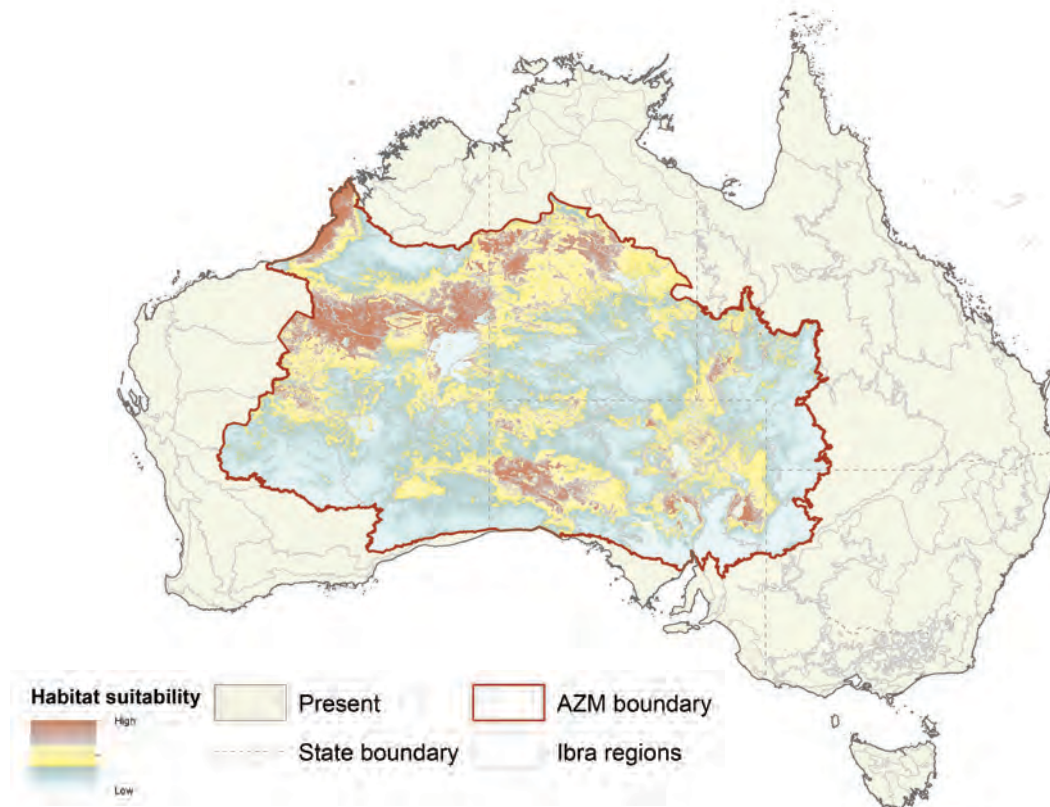 Habitat suitability
High
Low
Present
AZM boundary
State boundary
Ibra regions